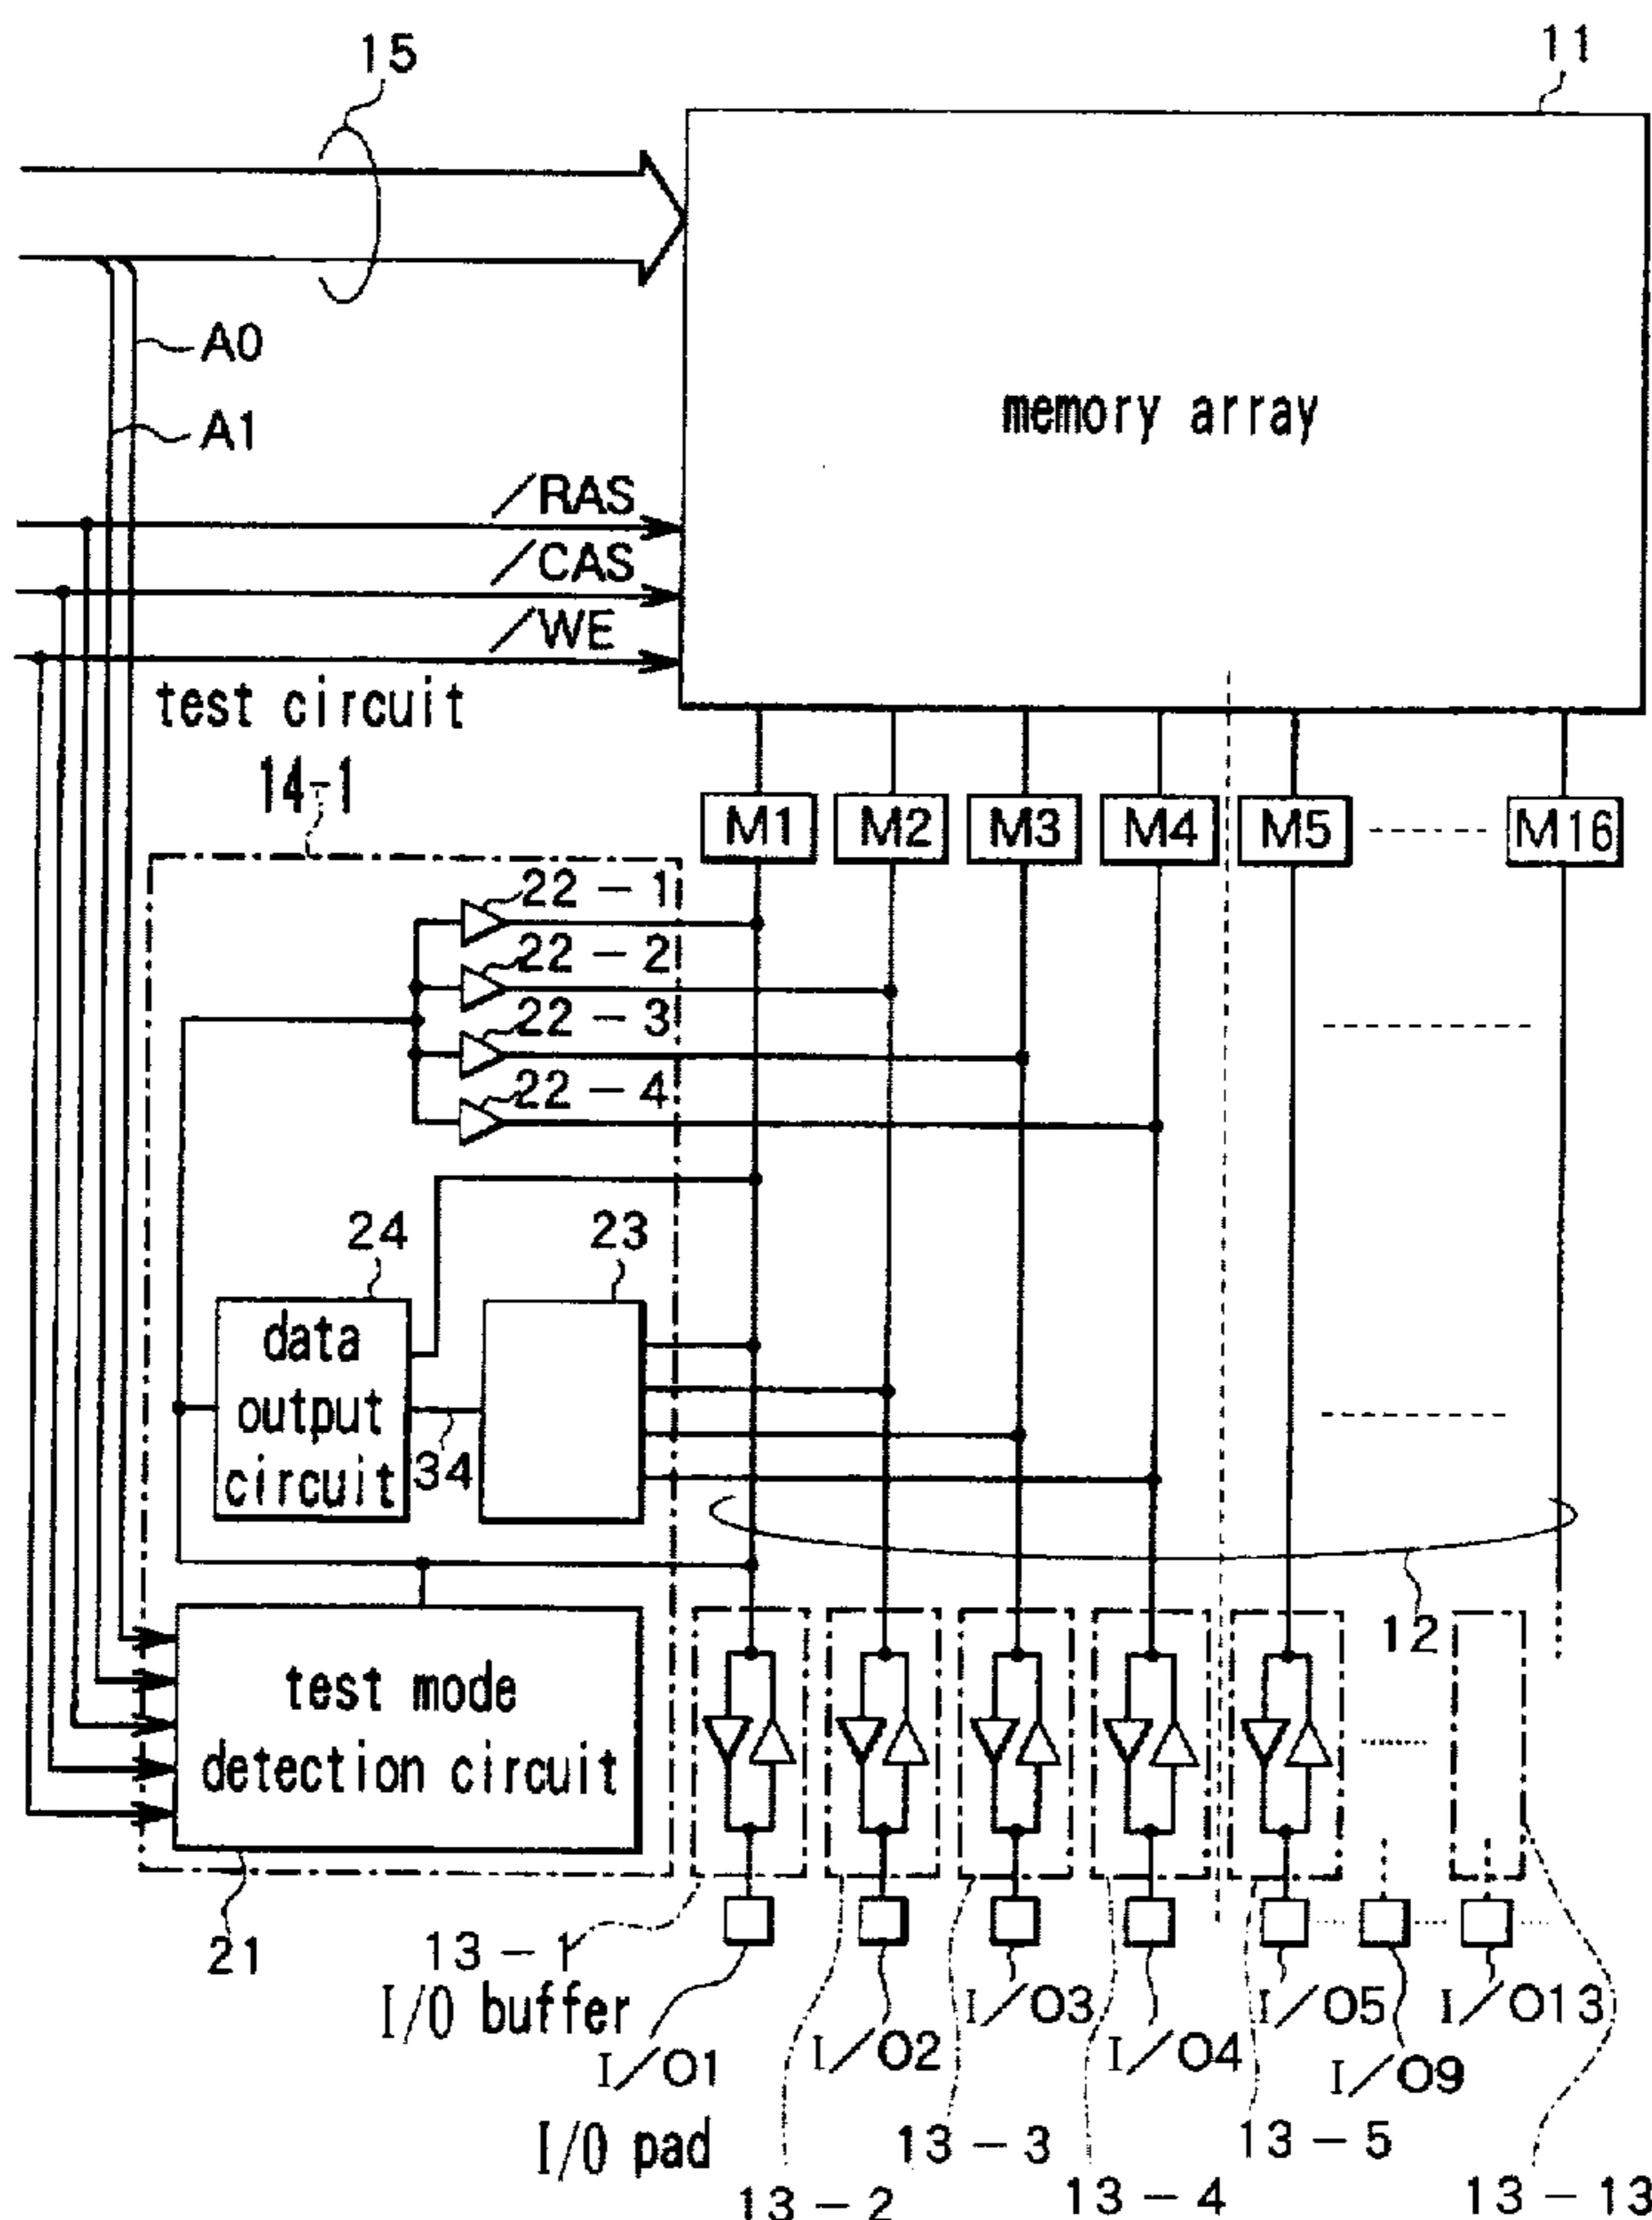 15
11
A0
A1
memory array
/RAS
/CAS
/WE
test circuit
14-1
M1 M2 M3 M4 M5 M16
22-1
22-2
22-3
22-4
24
23
data
output
circuit
34
12
test mode
detection circuit
21
13-1
I/O buffer
I/O1
I/O pad
I/O2
I/O3
I/O4
I/O5
I/O9
I/O13
13-2
13-3
13-4
13-5
13-13